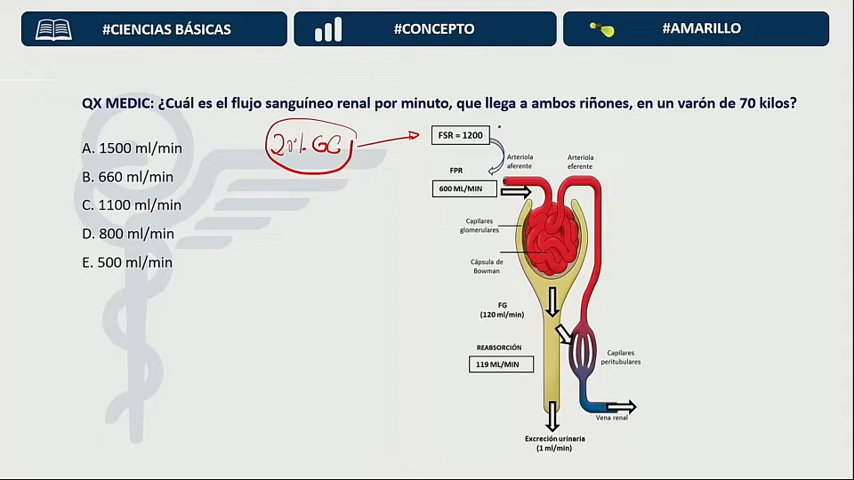 #CIENCIAS BÁSICAS
#CONCEPTO
#AMARILLO
QX MEDIC: ¿Cuál es el flujo sanguíneo renal por minuto, que llega a ambos riñones, en un varón de 70 kilos?
A. 1500 ml/min
B. 660 ml/min
C. 1100 ml/min
D. 800 ml/min
E. 500 ml/min
20% GC
FSR = 1200
Arteriola
aferente
Arteriola
eferente
FPR
600 ML/MIN
Capilares
glomerulares
Cápsula de
Bowman
FG
(120 ml/min)
REABSORCIÓN
119 ML/MIN
Capilares
peritubulares
Vena renal
Excreción urinaria
(1 ml/min)